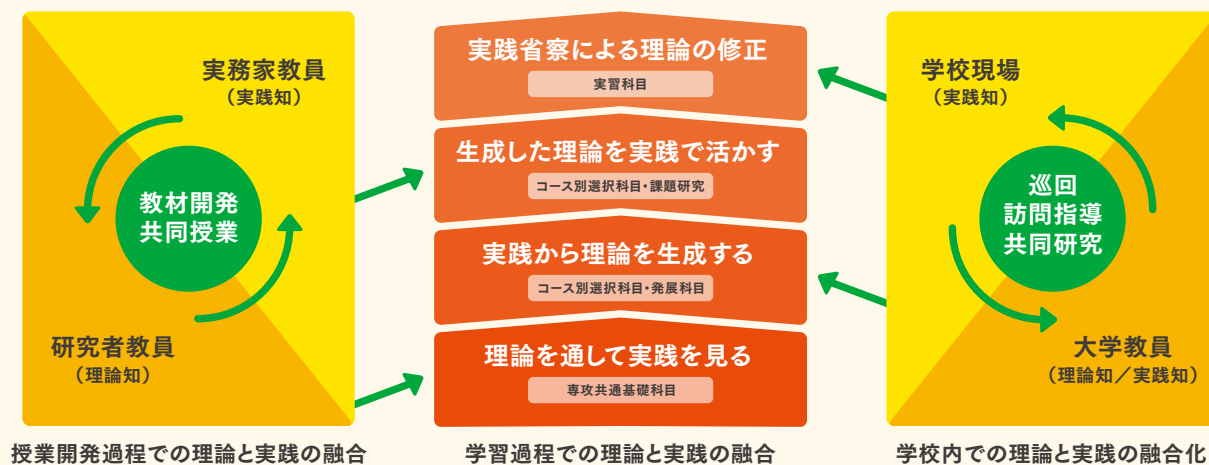 実務家教員
（実践知）
教材開発
共同授業
研究者教員
（理論知）
授業開発過程での理論と実践の融合
実践省察による理論の修正
実習科目
生成した理論を実践で活かす
コース別選択科目・課題研究
実践から理論を生成する
コース別選択科目・発展科目
理論を通して実践を見る
専攻共通基礎科目
学習過程での理論と実践の融合
学校現場
（実践知）
巡回
訪問指導
共同研究
大学教員
（理論知／実践知）
学校内での理論と実践の融合化